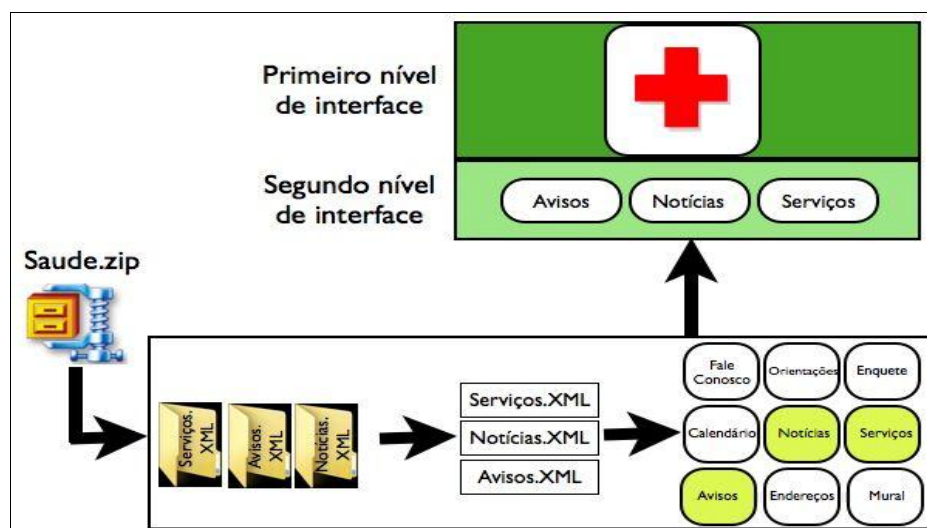 Primeiro nível
de interface
Segundo nível
de interface
Avisos
Notícias
Serviços
Saude.zip
Serviços.
XML
Avisos.
XML
Notícias.
XML
Serviços.XML
Notícias.XML
Avisos.XML
Fale
Conosco
Orientações
Enquete
Calendário
Notícias
Serviços
Avisos
Endereços
Mural